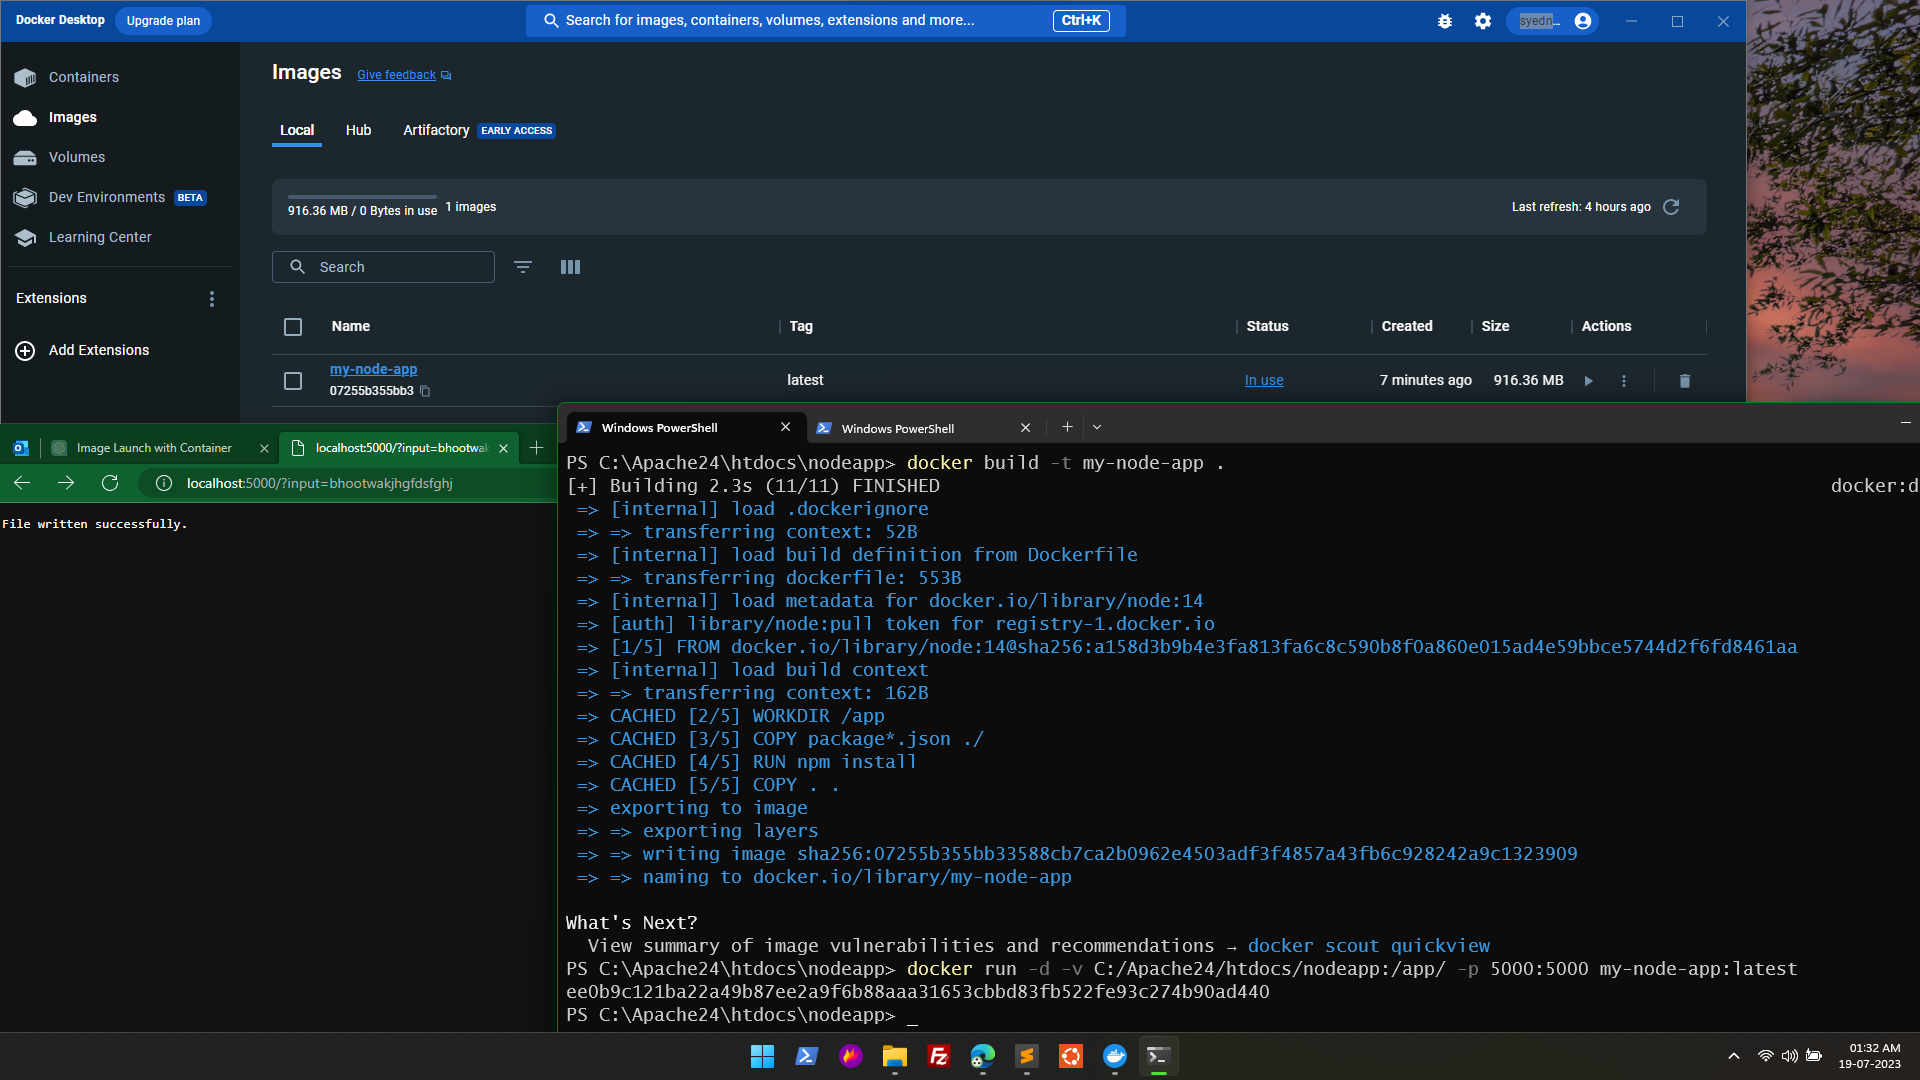 Docker Desktop
Upgrade plan
Search for images, containers, volumes, extensions and more...
Ctrl+K
syedn...
Containers
Images
Volumes
Dev Environments BETA
Learning Center
Extensions
Add Extensions
Images
Give feedback
Local
Hub
Artifactory EARLY ACCESS
916.36 MB / 0 Bytes in use
1 images
Last refresh: 4 hours ago
Search
Name Tag Status Created Size Actions
my-node-app
07255b355bb3
latest
In use
7 minutes ago
916.36 MB
Image Launch with Container
localhost:5000/?input=bhootwak
localhost:5000/?input=bhootwakjhgfdsfghj
File written successfully.
Windows PowerShell
Windows PowerShell
PS C:\Apache24\htdocs\nodeapp> docker build -t my-node-app .
[+] Building 2.3s (11/11) FINISHED docker:d
=> [internal] load .dockerignore
=> => transferring context: 52B
=> [internal] load build definition from Dockerfile
=> => transferring dockerfile: 553B
=> [internal] load metadata for docker.io/library/node:14
=> [auth] library/node:pull token for registry-1.docker.io
=> [1/5] FROM docker.io/library/node:14@sha256:a158d3b9b4e3fa813fa6c8c590b8f0a860e015ad4e59bbce5744d2f6fd8461aa
=> [internal] load build context
=> => transferring context: 162B
=> CACHED [2/5] WORKDIR /app
=> CACHED [3/5] COPY package*.json ./
=> CACHED [4/5] RUN npm install
=> CACHED [5/5] COPY . .
=> exporting to image
=> => exporting layers
=> => writing image sha256:07255b355bb33588cb7ca2b0962e4503adf3f4857a43fb6c928242a9c1323909
=> => naming to docker.io/library/my-node-app
What's Next?
View summary of image vulnerabilities and recommendations → docker scout quickview
PS C:\Apache24\htdocs\nodeapp> docker run -d -v C:/Apache24/htdocs/nodeapp:/app/ -p 5000:5000 my-node-app:latest
ee0b9c121ba22a49b87ee2a9f6b88aaa31653cbbd83fb522fe93c274b90ad440
PS C:\Apache24\htdocs\nodeapp> _
01:32 AM
19-07-2023